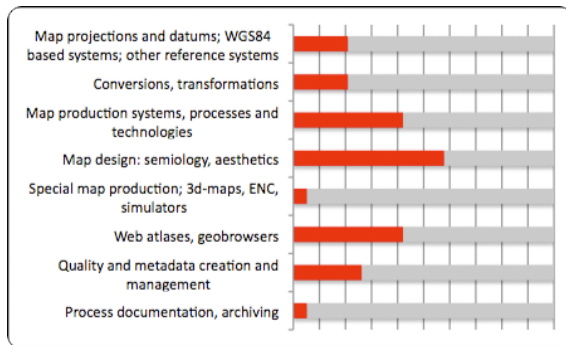 Map projections and datums; WGS84
based systems; other reference systems
Conversions, transformations
Map production systems, processes and
technologies
Map design: semiology, aesthetics
Special map production; 3d-maps, ENC,
simulators
Web atlases, geobrowsers
Quality and metadata creation and
management
Process documentation, archiving